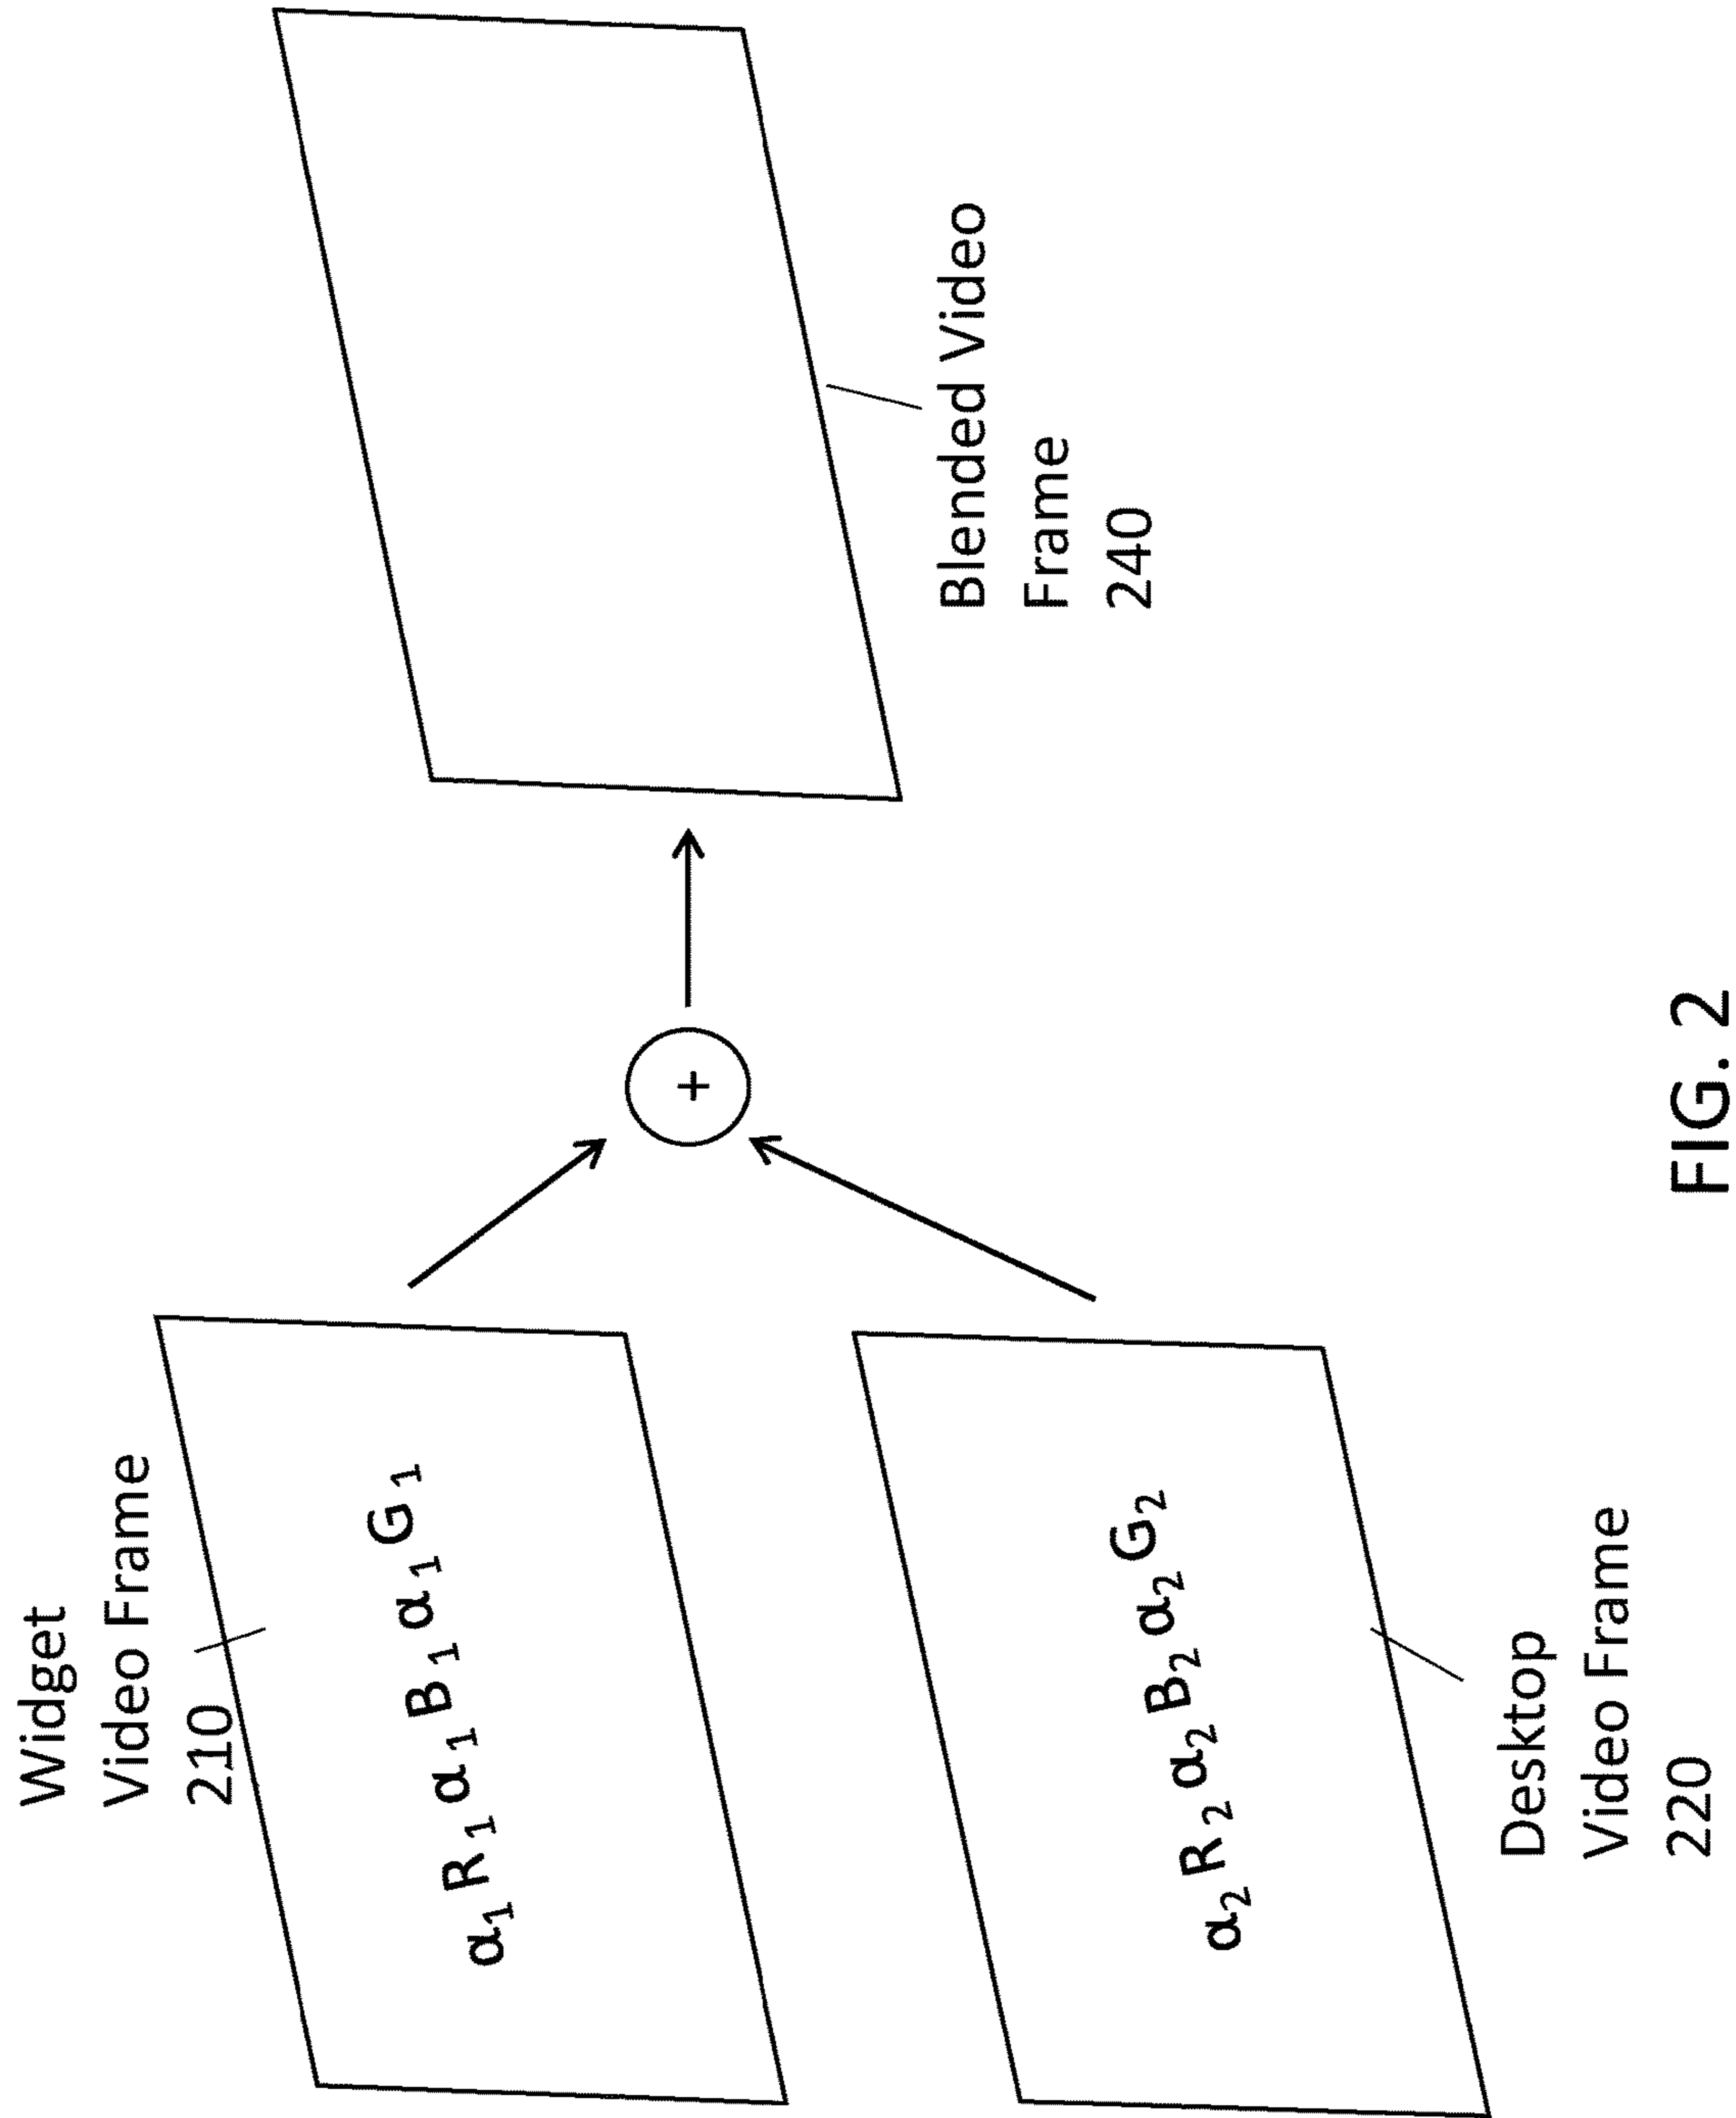 Widget
Video Frame
210
α₁ R₁ α₁ B₁ α₁ G₁
α₂ R₂ α₂ B₂ α₂ G₂
Desktop
Video Frame
220
+
Blended Video
Frame
240
FIG. 2